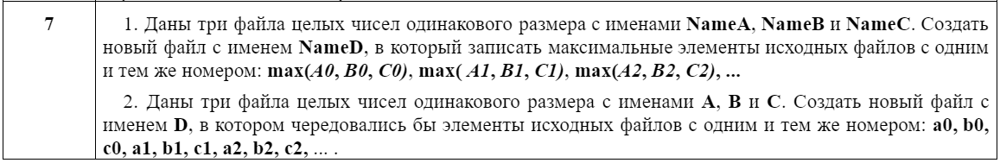 7
1. Даны три файла целых чисел одинакового размера с именами NameA, NameB и NameC. Создать
новый файл с именем NameD, в который записать максимальные элементы исходных файлов с одним
и тем же номером: max(A0, B0, C0), max( A1, B1, C1), max(A2, B2, C2), ...
2. Даны три файла целых чисел одинакового размера с именами A, B и C. Создать новый файл с
именем D, в котором чередовались бы элементы исходных файлов с одним и тем же номером: a0, b0,
c0, a1, b1, c1, a2, b2, c2, ... .